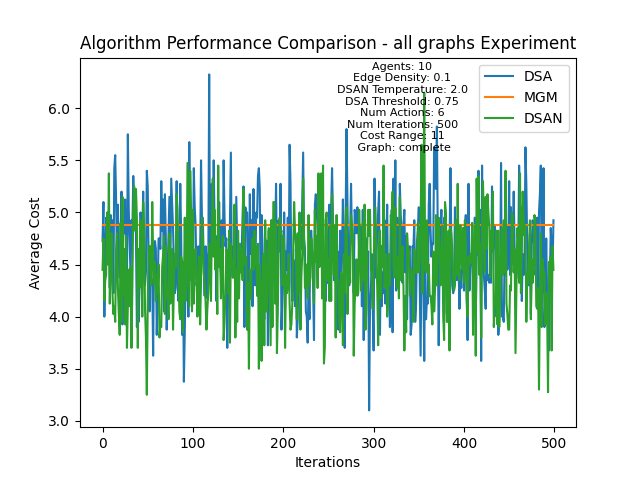 Algorithm Performance Comparison - all graphs Experiment
Agents: 10
Edge Density: 0.1
DSAN Temperature: 2.0
DSA Threshold: 0.75
Num Actions: 6
Num Iterations: 500
Cost Range: 11
Graph: complete
DSA
MGM
DSAN
Average Cost
6.0
5.5
5.0
4.5
4.0
3.5
3.0
0
100
200
300
400
500
Iterations